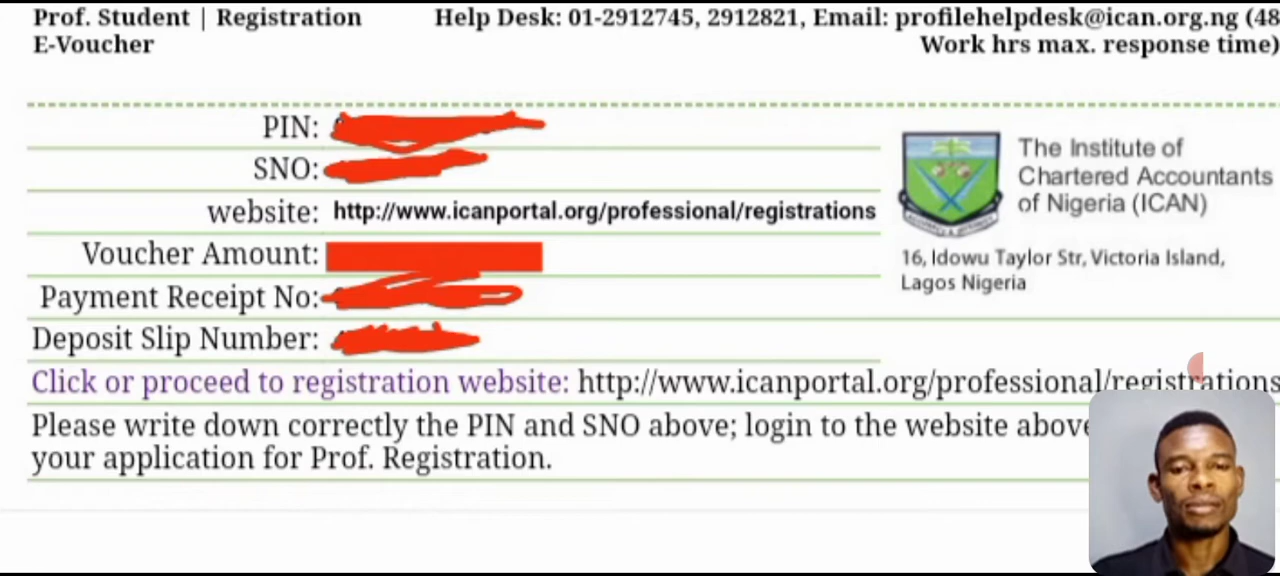 Prof. Student | Registration
E-Voucher
Help Desk: 01-2912745, 2912821, Email: profilehelpdesk@ican.org.ng (48
Work hrs max. response time)
PIN:
SNO:
website: http://www.icanportal.org/professional/registrations
Voucher Amount:
Payment Receipt No:
Deposit Slip Number:
The Institute of
Chartered Accountants
of Nigeria (ICAN)
16, Idowu Taylor Str, Victoria Island,
Lagos Nigeria
Click or proceed to registration website: http://www.icanportal.org/professional/registrations
Please write down correctly the PIN and SNO above; login to the website above
your application for Prof. Registration.